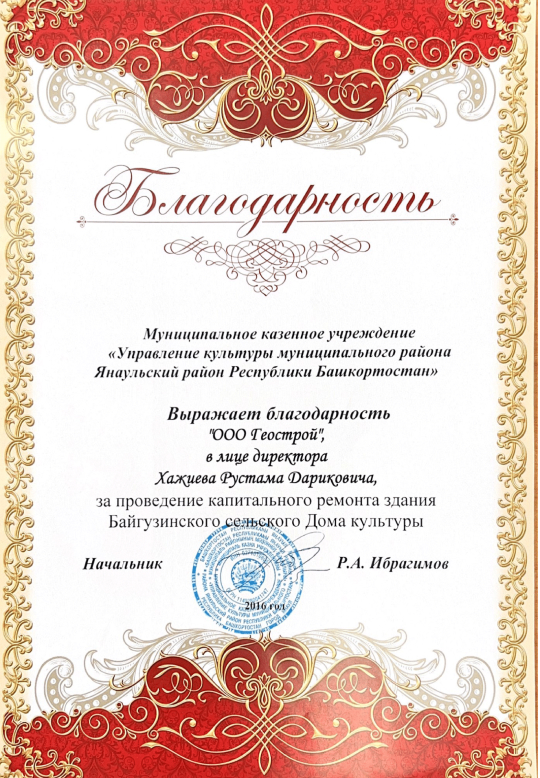 Благодарность
Муниципальное казенное учреждение
«Управление культуры муниципального района
Янаульский район Республики Башкортостан»
Выражает благодарность
"ООО Геострой",
в лице директора
Хажиева Рустама Дариковича,
за проведение капитального ремонта здания
Байгузинского сельского Дома культуры
Начальник Р.А. Ибрагимов
2016 год